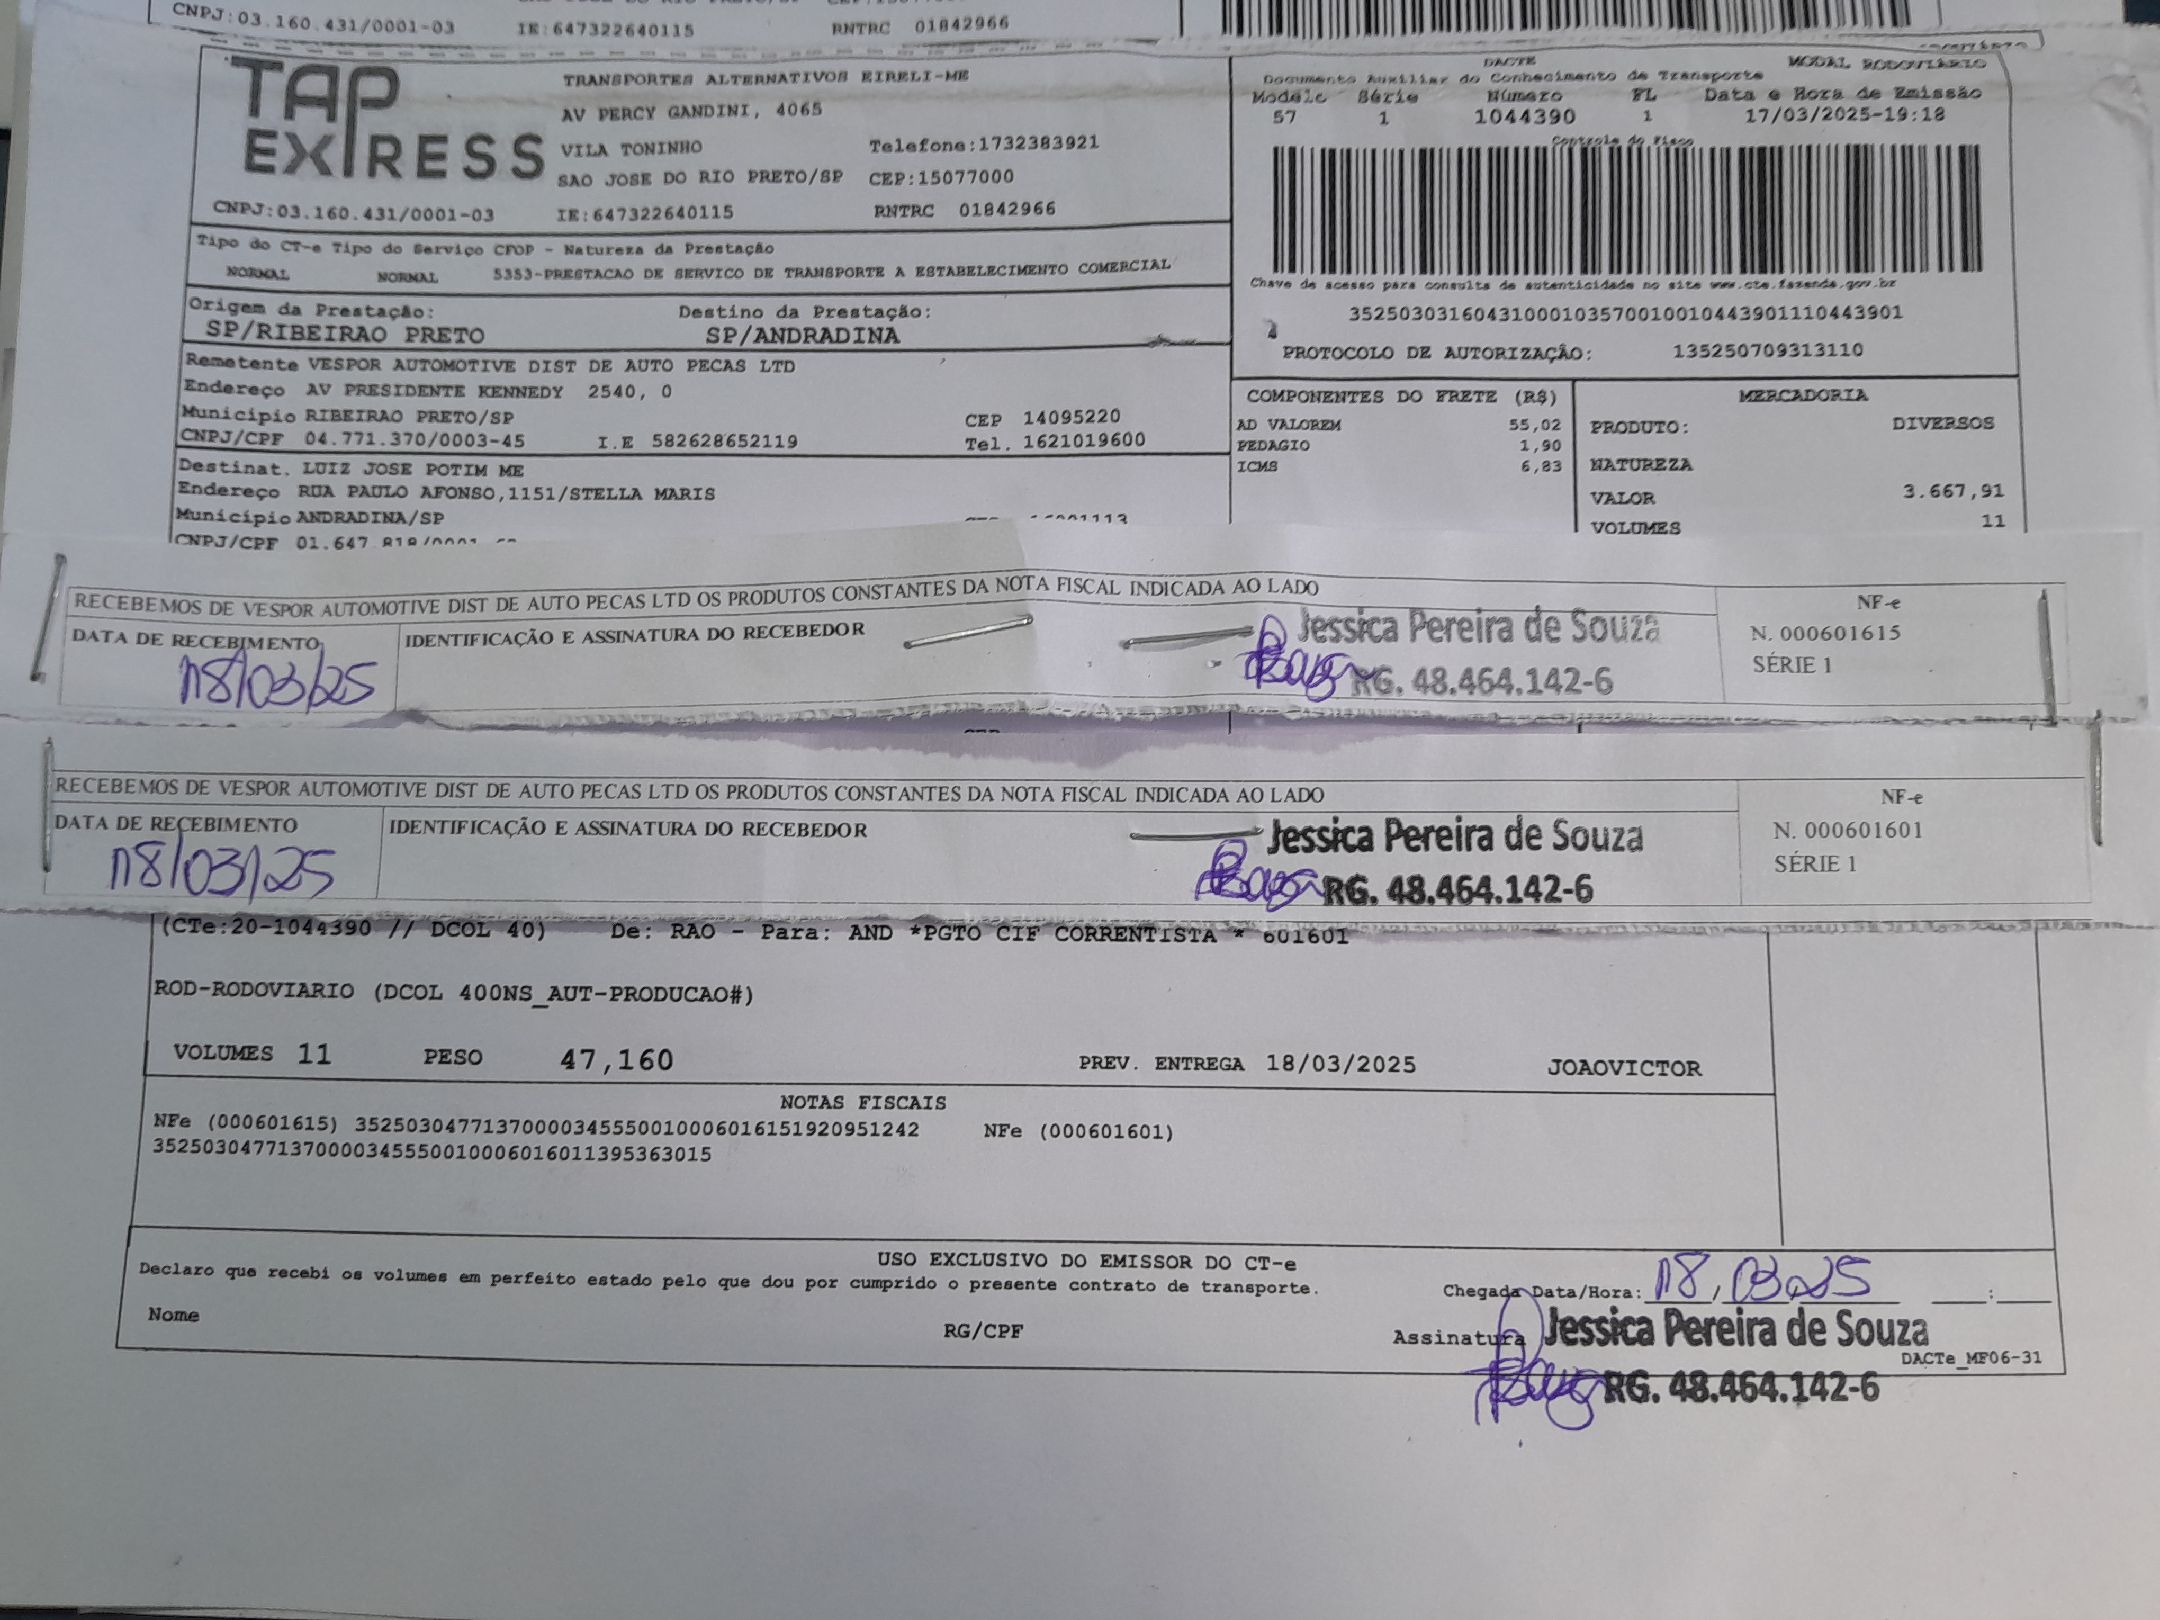 CNPJ:03.160.431/0001-03 IE:647322640115 RNTRC 01842966
TAP EXPRESS
TRANSPORTES ALTERNATIVOS EIRELI-ME
AV PERCY GANDINI, 4065
VILA TONINHO Telefone:1732383921
SAO JOSE DO RIO PRETO/SP CEP:15077000
CNPJ:03.160.431/0001-03 IE:647322640115 RNTRC 01842966
DACTE MODAL RODOVIÁRIO
Documento Auxiliar do Conhecimento de Transporte
Modelo Série Número FL Data e Hora de Emissão
57 1 1044390 1 17/03/2025-19:18
Controle do Fisco
Chave de acesso para consulta de autenticidade no site www.cte.fazenda.gov.br
35250303160431000103570010010443901110443901
PROTOCOLO DE AUTORIZAÇÃO: 135250709313110
Tipo do CT-e Tipo do Serviço CFOP - Natureza da Prestação
NORMAL NORMAL 5353-PRESTACAO DE SERVICO DE TRANSPORTE A ESTABELECIMENTO COMERCIAL
Origem da Prestação: Destino da Prestação:
SP/RIBEIRAO PRETO SP/ANDRADINA
Remetente VESPOR AUTOMOTIVE DIST DE AUTO PECAS LTD
Endereço AV PRESIDENTE KENNEDY 2540, 0
Município RIBEIRAO PRETO/SP CEP 14095220
CNPJ/CPF 04.771.370/0003-45 I.E 582628652119 Tel. 1621019600
Destinat. LUIZ JOSE POTIM ME
Endereço RUA PAULO AFONSO,1151/STELLA MARIS
Município ANDRADINA/SP
CNPJ/CPF 01.647
COMPONENTES DO FRETE (R$)
AD VALOREM 55,02
PEDAGIO 1,90
ICMS 6,83
MERCADORIA
PRODUTO: DIVERSOS
NATUREZA
VALOR 3.667,91
VOLUMES 11
RECEBEMOS DE VESPOR AUTOMOTIVE DIST DE AUTO PECAS LTD OS PRODUTOS CONSTANTES DA NOTA FISCAL INDICADA AO LADO
DATA DE RECEBIMENTO IDENTIFICAÇÃO E ASSINATURA DO RECEBEDOR
18/03/25
Jessica Pereira de Souza
RG. 48.464.142-6
NF-e
N. 000601615
SÉRIE 1
RECEBEMOS DE VESPOR AUTOMOTIVE DIST DE AUTO PECAS LTD OS PRODUTOS CONSTANTES DA NOTA FISCAL INDICADA AO LADO
DATA DE RECEBIMENTO IDENTIFICAÇÃO E ASSINATURA DO RECEBEDOR
18/03/25
Jessica Pereira de Souza
RG. 48.464.142-6
NF-e
N. 000601601
SÉRIE 1
(CTe:20-1044390 // DCOL 40) De: RAO - Para: AND *PGTO CIF CORRENTISTA * 601601
ROD-RODOVIARIO (DCOL 400NS_AUT-PRODUCAO#)
VOLUMES 11 PESO 47,160 PREV. ENTREGA 18/03/2025 JOAOVICTOR
NOTAS FISCAIS
NFe (000601615) 35250304771370000345550010006016151920951242 NFe (000601601)
35250304771370000345550010006016011395363015
USO EXCLUSIVO DO EMISSOR DO CT-e
Declaro que recebi os volumes em perfeito estado pelo que dou por cumprido o presente contrato de transporte.
Chegada Data/Hora: 18/03/25 __:__
Nome RG/CPF Assinatura
Jessica Pereira de Souza
DACTe_MF06-31
RG. 48.464.142-6